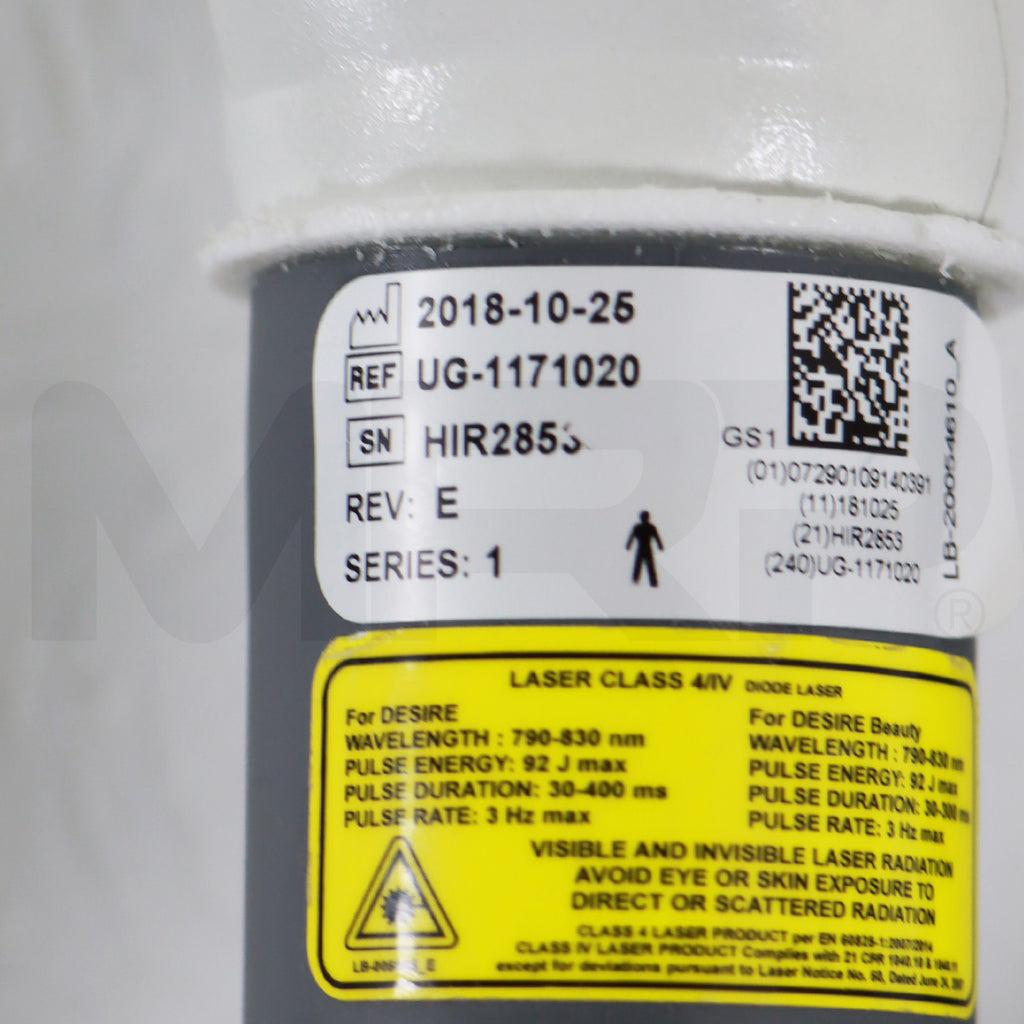 2018-10-25
REF UG-1171020
SN HIR2853
REV: E
SERIES: 1
GS1
(01)07290109140391
(11)181025
(21)HIR2853
(240)UG-1171020
LB-20054610_A
MRP®
LASER CLASS 4/IV DIODE LASER
For DESIRE
WAVELENGTH : 790-830 nm
PULSE ENERGY: 92 J max
PULSE DURATION: 30-400 ms
PULSE RATE: 3 Hz max
For DESIRE Beauty
WAVELENGTH : 790-830 nm
PULSE ENERGY: 92 J max
PULSE DURATION: 30-300 ms
PULSE RATE: 3 Hz max
VISIBLE AND INVISIBLE LASER RADIATION
AVOID EYE OR SKIN EXPOSURE TO
DIRECT OR SCATTERED RADIATION
CLASS 4 LASER PRODUCT per EN 60825-1:2007/2014
CLASS IV LASER PRODUCT Complies with 21 CFR 1040.10 & 1040.11
except for deviations pursuant to Laser Notice No. 50, Dated June 24, 2007